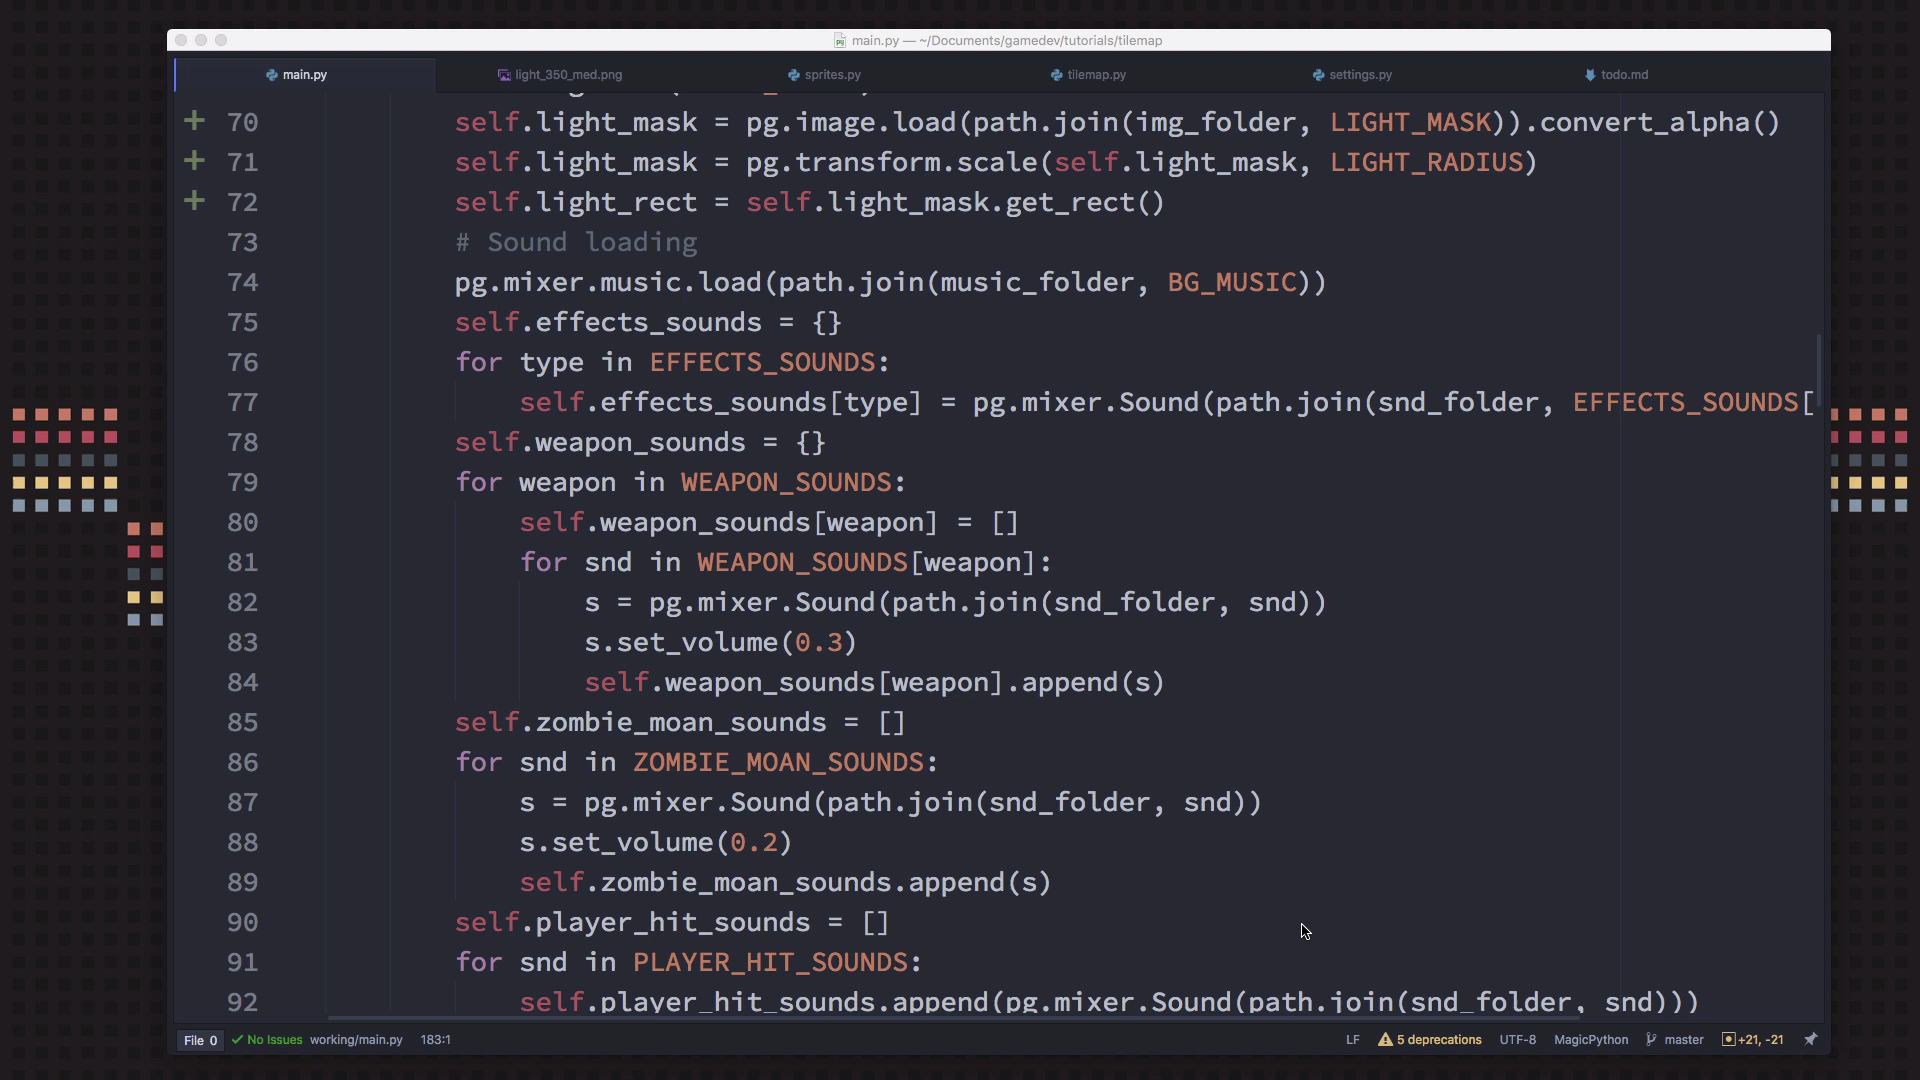 main.py — ~/Documents/gamedev/tutorials/tilemap
main.py light_350_med.png sprites.py tilemap.py settings.py todo.md
70 self.light_mask = pg.image.load(path.join(img_folder, LIGHT_MASK)).convert_alpha()
71 self.light_mask = pg.transform.scale(self.light_mask, LIGHT_RADIUS)
72 self.light_rect = self.light_mask.get_rect()
73 # Sound loading
74 pg.mixer.music.load(path.join(music_folder, BG_MUSIC))
75 self.effects_sounds = {}
76 for type in EFFECTS_SOUNDS:
77 self.effects_sounds[type] = pg.mixer.Sound(path.join(snd_folder, EFFECTS_SOUNDS[
78 self.weapon_sounds = {}
79 for weapon in WEAPON_SOUNDS:
80 self.weapon_sounds[weapon] = []
81 for snd in WEAPON_SOUNDS[weapon]:
82 s = pg.mixer.Sound(path.join(snd_folder, snd))
83 s.set_volume(0.3)
84 self.weapon_sounds[weapon].append(s)
85 self.zombie_moan_sounds = []
86 for snd in ZOMBIE_MOAN_SOUNDS:
87 s = pg.mixer.Sound(path.join(snd_folder, snd))
88 s.set_volume(0.2)
89 self.zombie_moan_sounds.append(s)
90 self.player_hit_sounds = []
91 for snd in PLAYER_HIT_SOUNDS:
92 self.player_hit_sounds.append(pg.mixer.Sound(path.join(snd_folder, snd)))
File 0 No Issues working/main.py 183:1 LF 5 deprecations UTF-8 MagicPython master +21, -21